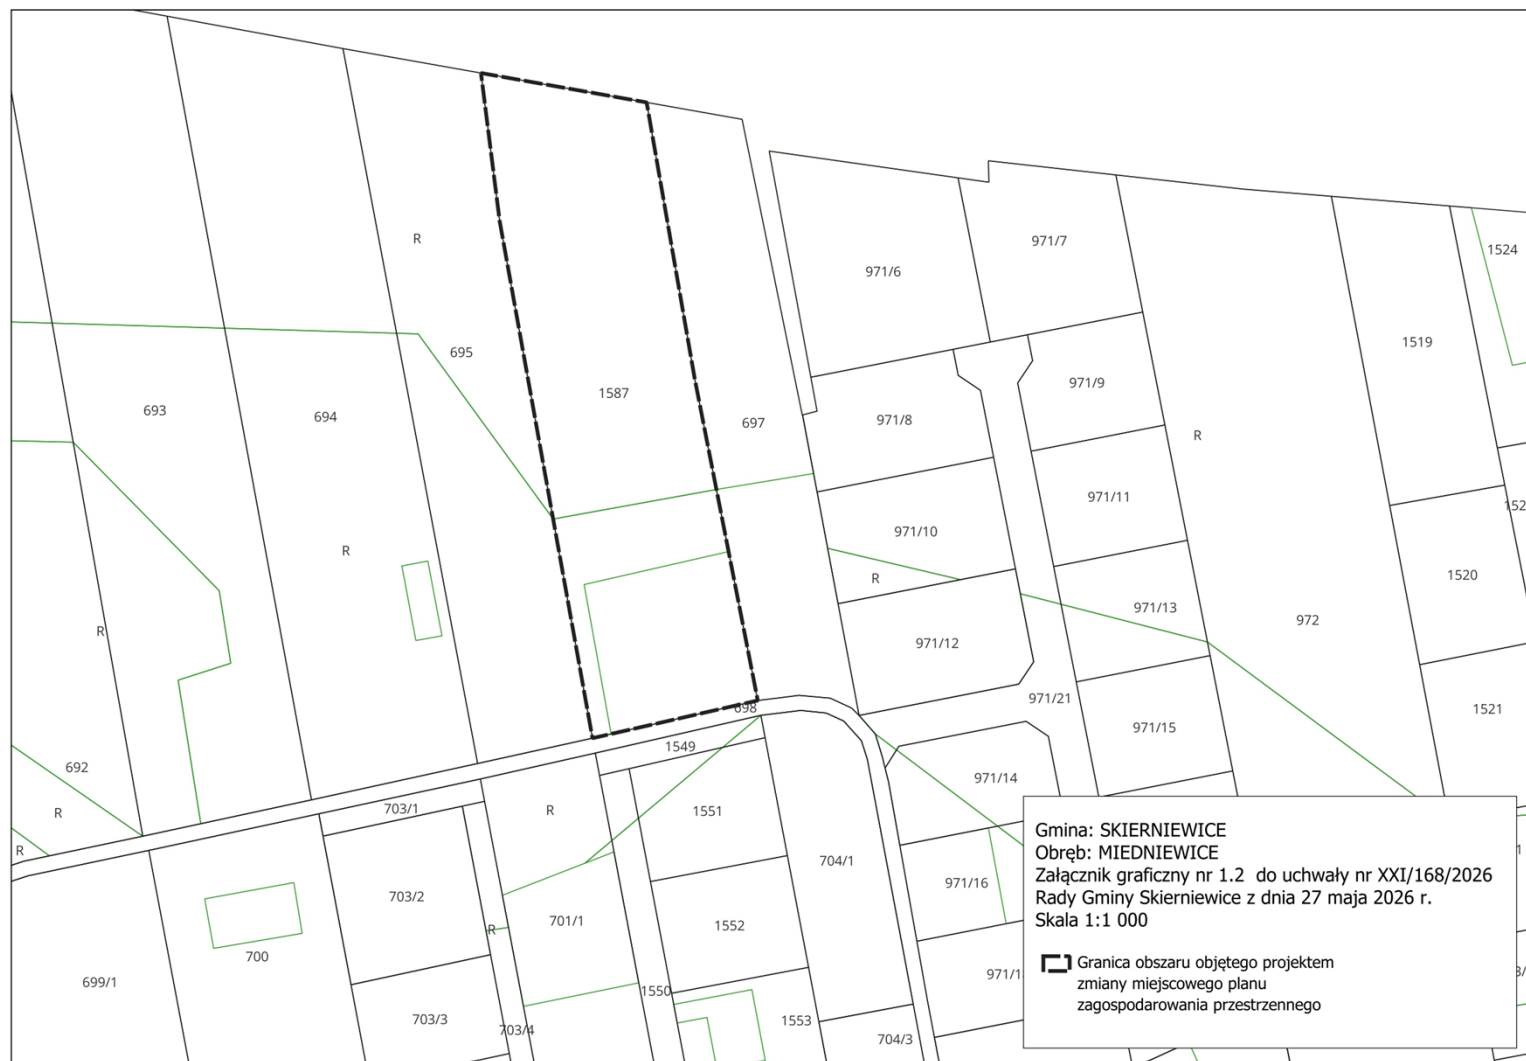 R
971/7
1524
971/6
1519
695
971/9
1587
693
694
697
971/8
R
971/11
971/10
R
R
1520
971/13
972
R
971/12
971/21
698
1521
971/15
1549
692
971/14
703/1
R
1551
R
R
704/1
971/16
703/2
701/1
1552
R
700
699/1
1550
703/3
703/4
1553
704/3
Gmina: SKIERNIEWICE
Obręb: MIEDNIEWICE
Załącznik graficzny nr 1.2 do uchwały nr XXI/168/2026
Rady Gminy Skierniewice z dnia 27 maja 2026 r.
Skala 1:1 000
Granica obszaru objętego projektem
zmiany miejscowego planu
zagospodarowania przestrzennego